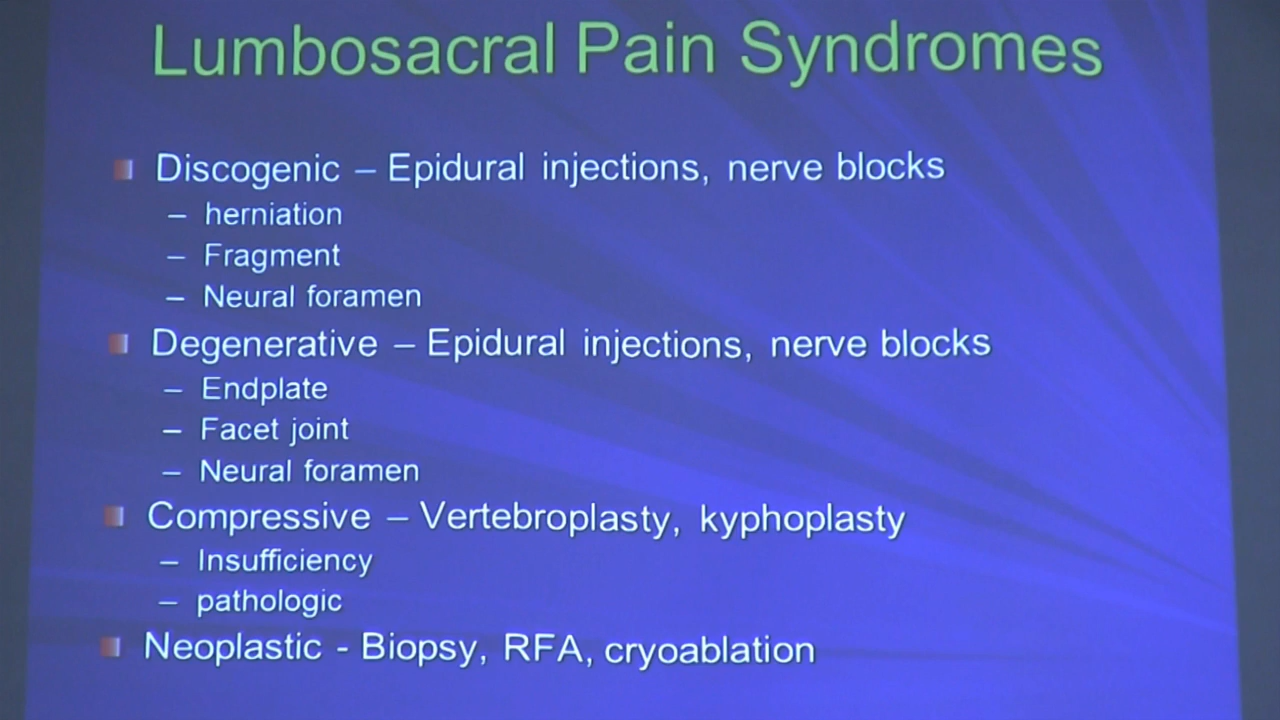 Lumbosacral Pain Syndromes
Discogenic – Epidural injections, nerve blocks
– herniation
– Fragment
– Neural foramen
Degenerative – Epidural injections, nerve blocks
– Endplate
– Facet joint
– Neural foramen
Compressive – Vertebroplasty, kyphoplasty
– Insufficiency
– pathologic
Neoplastic - Biopsy, RFA, cryoablation